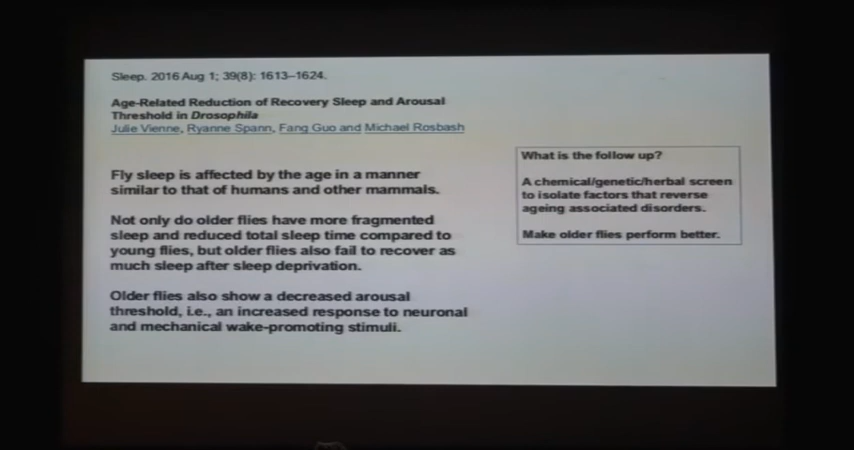 Sleep. 2016 Aug 1; 39(8): 1613–1624.
Age-Related Reduction of Recovery Sleep and Arousal
Threshold in Drosophila
Julie Vienne, Ryanne Spann, Fang Guo and Michael Rosbash
Fly sleep is affected by the age in a manner
similar to that of humans and other mammals.
Not only do older flies have more fragmented
sleep and reduced total sleep time compared to
young flies, but older flies also fail to recover as
much sleep after sleep deprivation.
Older flies also show a decreased arousal
threshold, i.e., an increased response to neuronal
and mechanical wake-promoting stimuli.
What is the follow up?
A chemical/genetic/herbal screen
to isolate factors that reverse
ageing associated disorders.
Make older flies perform better.